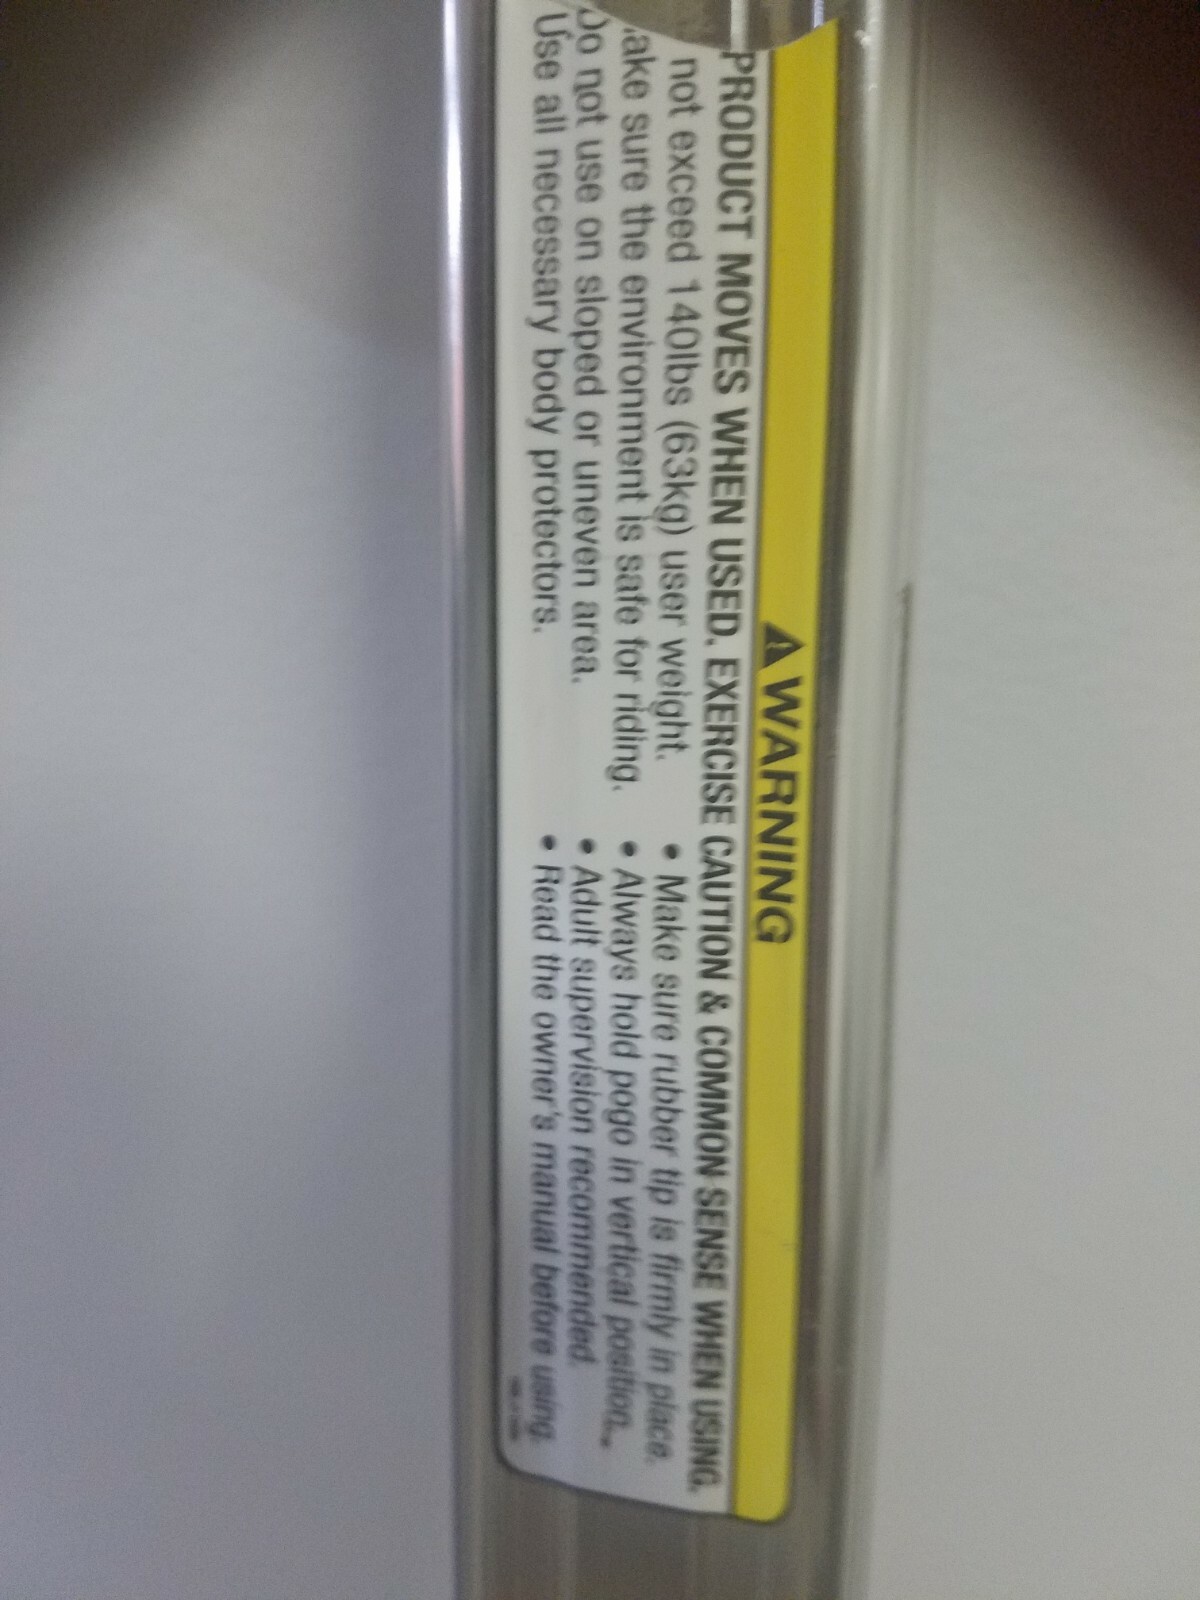 WARNING
PRODUCT MOVES WHEN USED. EXERCISE CAUTION & COMMON SENSE WHEN USING.
not exceed 140lbs (63kg) user weight.
ake sure the environment is safe for riding.
Do not use on sloped or uneven area.
Use all necessary body protectors.
• Make sure rubber tip is firmly in place.
• Always hold pogo in vertical position.
• Adult supervision recommended.
• Read the owner's manual before using.